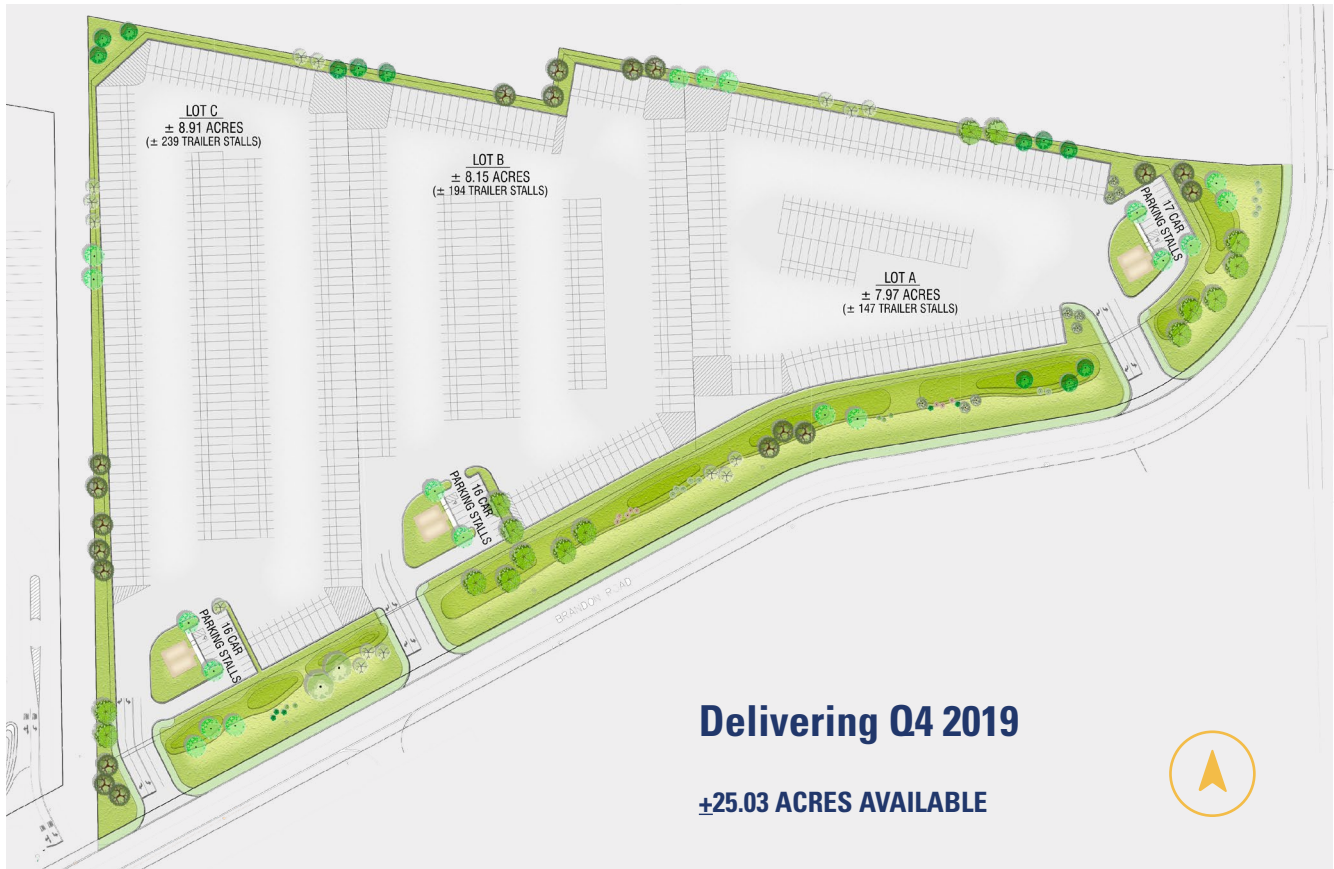 LOT C
± 8.91 ACRES
(± 239 TRAILER STALLS)
LOT B
± 8.15 ACRES
(± 194 TRAILER STALLS)
LOT A
± 7.97 ACRES
(± 147 TRAILER STALLS)
17 CAR
PARKING STALLS
16 CAR
PARKING STALLS
16 CAR
PARKING STALLS
BRANDON ROAD
Delivering Q4 2019
±25.03 ACRES AVAILABLE